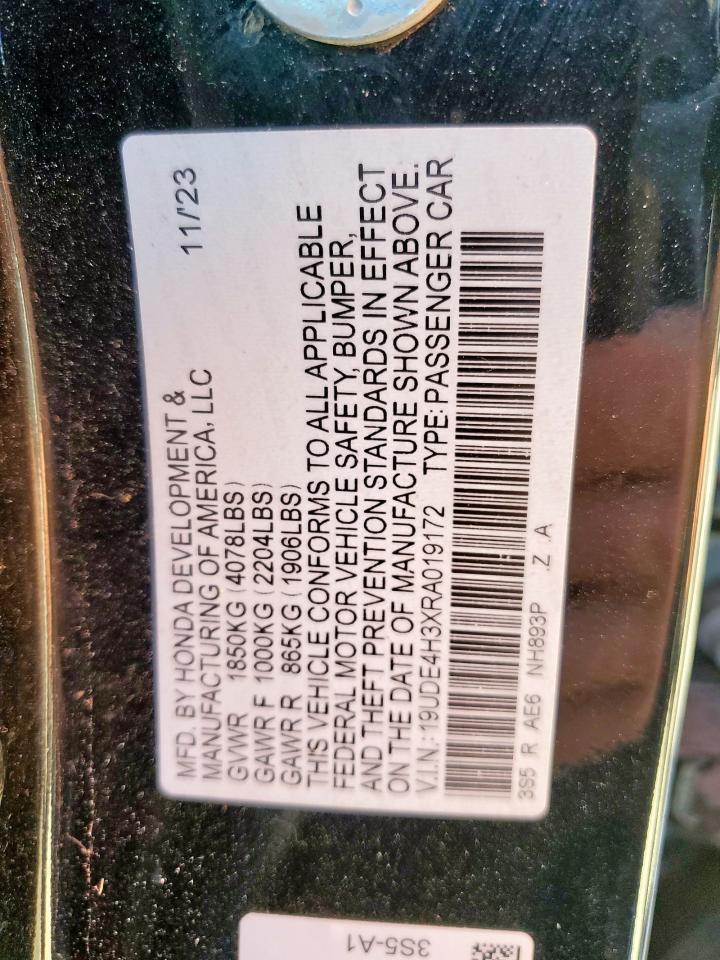 MFD. BY HONDA DEVELOPMENT &
MANUFACTURING OF AMERICA, LLC 11/'23
GVWR 1850KG (4078LBS)
GAWR F 1000KG (2204LBS)
GAWR R 865KG (1906LBS)
THIS VEHICLE CONFORMS TO ALL APPLICABLE
FEDERAL MOTOR VEHICLE SAFETY, BUMPER,
AND THEFT PREVENTION STANDARDS IN EFFECT
ON THE DATE OF MANUFACTURE SHOWN ABOVE.
V.I.N.: 19UDE4H3XRA019172 TYPE: PASSENGER CAR
3S5 R AE6 NH893P .Z .A
3S5-A1